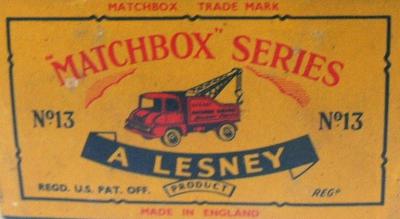 MATCHBOX TRADE MARK
"MATCHBOX" SERIES
No13
No13
A LESNEY
PRODUCT
REGD. U.S. PAT. OFF.
REGD
MADE IN ENGLAND